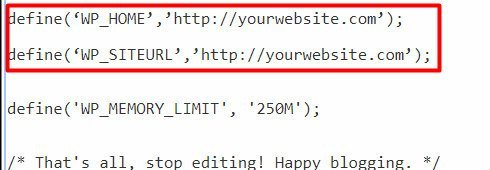 define(‘WP_HOME’,’http://yourwebsite.com’);
define(‘WP_SITEURL’,’http://yourwebsite.com’);
define('WP_MEMORY_LIMIT', '250M');
/* That's all, stop editing! Happy blogging. */